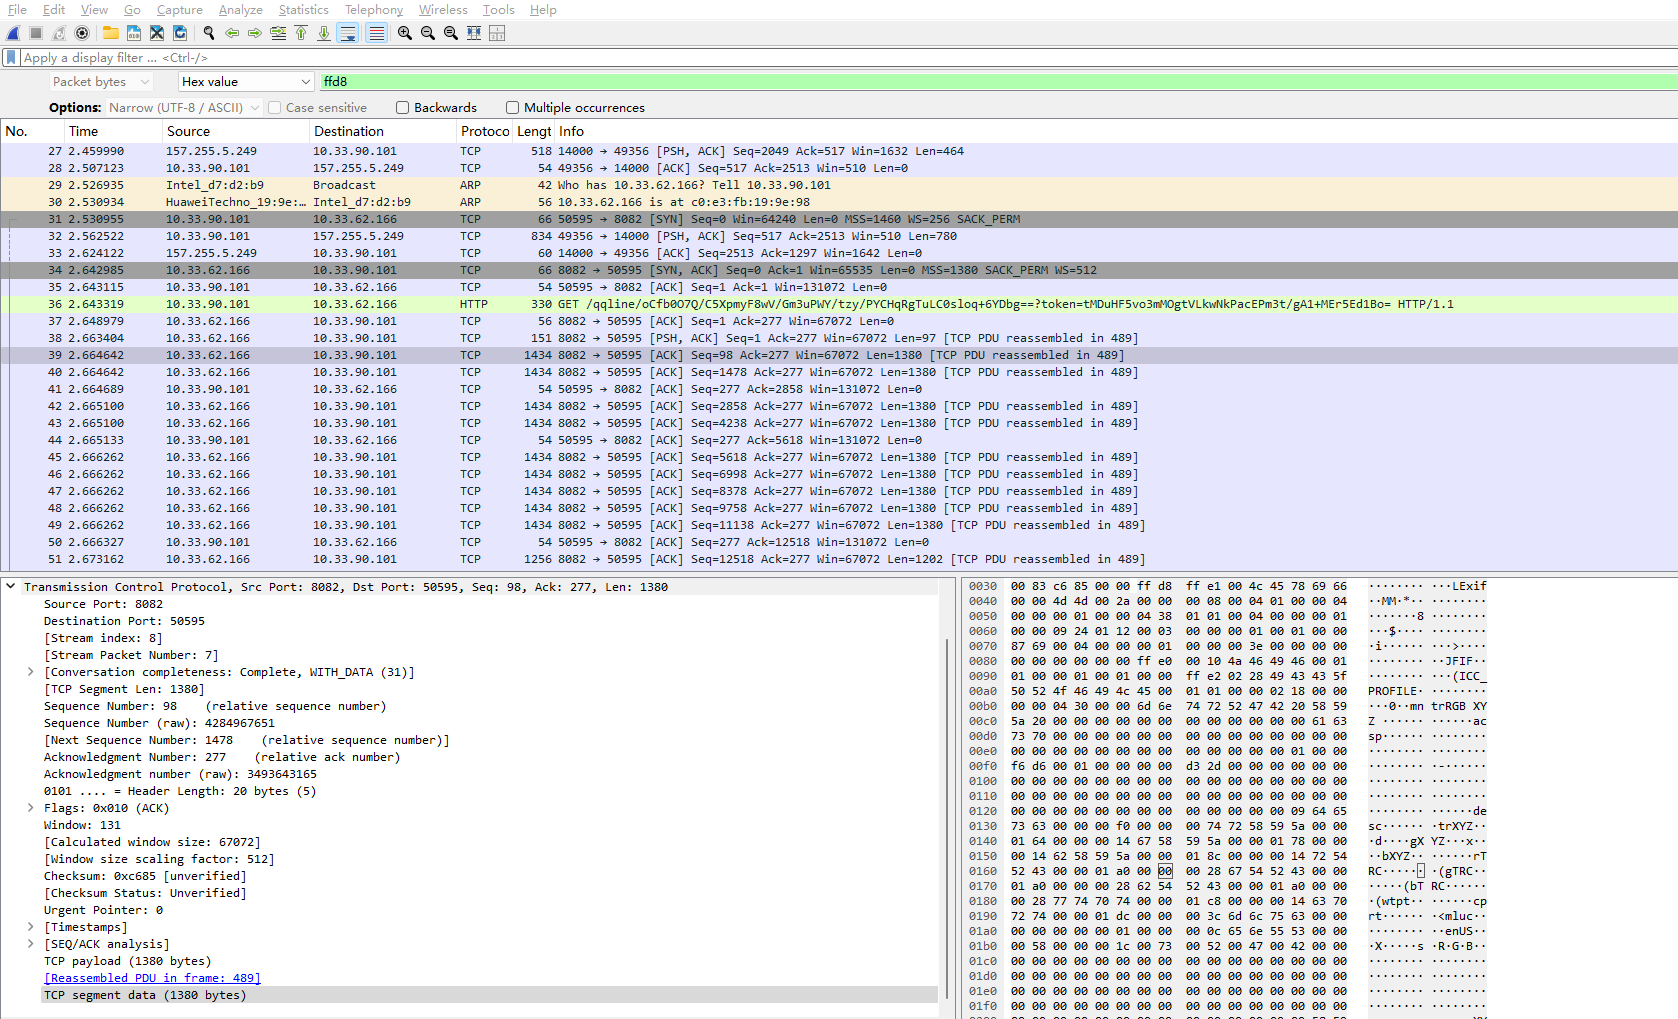 File Edit View Go Capture Analyze Statistics Telephony Wireless Tools Help
Apply a display filter … <Ctrl-/>
Packet bytes Hex value ffd8
Options: Narrow (UTF-8 / ASCII) Case sensitive Backwards Multiple occurrences
No. Time Source Destination Protoco Lengt Info
27 2.459990 157.255.5.249 10.33.90.101 TCP 518 14000 → 49356 [PSH, ACK] Seq=2049 Ack=517 Win=1632 Len=464
28 2.507123 10.33.90.101 157.255.5.249 TCP 54 49356 → 14000 [ACK] Seq=517 Ack=2513 Win=510 Len=0
29 2.526935 Intel_d7:d2:b9 Broadcast ARP 42 Who has 10.33.62.166? Tell 10.33.90.101
30 2.530934 HuaweiTechno_19:9e:… Intel_d7:d2:b9 ARP 56 10.33.62.166 is at c0:e3:fb:19:9e:98
31 2.530955 10.33.90.101 10.33.62.166 TCP 66 50595 → 8082 [SYN] Seq=0 Win=64240 Len=0 MSS=1460 WS=256 SACK_PERM
32 2.562522 10.33.90.101 157.255.5.249 TCP 834 49356 → 14000 [PSH, ACK] Seq=517 Ack=2513 Win=510 Len=780
33 2.624122 157.255.5.249 10.33.90.101 TCP 60 14000 → 49356 [ACK] Seq=2513 Ack=1297 Win=1642 Len=0
34 2.642985 10.33.62.166 10.33.90.101 TCP 66 8082 → 50595 [SYN, ACK] Seq=0 Ack=1 Win=65535 Len=0 MSS=1380 SACK_PERM WS=512
35 2.643115 10.33.90.101 10.33.62.166 TCP 54 50595 → 8082 [ACK] Seq=1 Ack=1 Win=131072 Len=0
36 2.643319 10.33.90.101 10.33.62.166 HTTP 330 GET /qqline/oCfb0O7Q/C5XpmyF8wV/Gm3uPWY/tzy/PYCHqRgTuLC0sloq+6YDbg==?token=tMDuHF5vo3mMOgtVLkwNkPacEPm3t/gA1+MEr5Ed1Bo= HTTP/1.1
37 2.648979 10.33.62.166 10.33.90.101 TCP 56 8082 → 50595 [ACK] Seq=1 Ack=277 Win=67072 Len=0
38 2.663404 10.33.62.166 10.33.90.101 TCP 151 8082 → 50595 [PSH, ACK] Seq=1 Ack=277 Win=67072 Len=97 [TCP PDU reassembled in 489]
39 2.664642 10.33.62.166 10.33.90.101 TCP 1434 8082 → 50595 [ACK] Seq=98 Ack=277 Win=67072 Len=1380 [TCP PDU reassembled in 489]
40 2.664642 10.33.62.166 10.33.90.101 TCP 1434 8082 → 50595 [ACK] Seq=1478 Ack=277 Win=67072 Len=1380 [TCP PDU reassembled in 489]
41 2.664689 10.33.90.101 10.33.62.166 TCP 54 50595 → 8082 [ACK] Seq=277 Ack=2858 Win=131072 Len=0
42 2.665100 10.33.62.166 10.33.90.101 TCP 1434 8082 → 50595 [ACK] Seq=2858 Ack=277 Win=67072 Len=1380 [TCP PDU reassembled in 489]
43 2.665100 10.33.62.166 10.33.90.101 TCP 1434 8082 → 50595 [ACK] Seq=4238 Ack=277 Win=67072 Len=1380 [TCP PDU reassembled in 489]
44 2.665133 10.33.90.101 10.33.62.166 TCP 54 50595 → 8082 [ACK] Seq=277 Ack=5618 Win=131072 Len=0
45 2.666262 10.33.62.166 10.33.90.101 TCP 1434 8082 → 50595 [ACK] Seq=5618 Ack=277 Win=67072 Len=1380 [TCP PDU reassembled in 489]
46 2.666262 10.33.62.166 10.33.90.101 TCP 1434 8082 → 50595 [ACK] Seq=6998 Ack=277 Win=67072 Len=1380 [TCP PDU reassembled in 489]
47 2.666262 10.33.62.166 10.33.90.101 TCP 1434 8082 → 50595 [ACK] Seq=8378 Ack=277 Win=67072 Len=1380 [TCP PDU reassembled in 489]
48 2.666262 10.33.62.166 10.33.90.101 TCP 1434 8082 → 50595 [ACK] Seq=9758 Ack=277 Win=67072 Len=1380 [TCP PDU reassembled in 489]
49 2.666262 10.33.62.166 10.33.90.101 TCP 1434 8082 → 50595 [ACK] Seq=11138 Ack=277 Win=67072 Len=1380 [TCP PDU reassembled in 489]
50 2.666327 10.33.90.101 10.33.62.166 TCP 54 50595 → 8082 [ACK] Seq=277 Ack=12518 Win=131072 Len=0
51 2.673162 10.33.62.166 10.33.90.101 TCP 1256 8082 → 50595 [ACK] Seq=12518 Ack=277 Win=67072 Len=1202 [TCP PDU reassembled in 489]
Transmission Control Protocol, Src Port: 8082, Dst Port: 50595, Seq: 98, Ack: 277, Len: 1380
Source Port: 8082
Destination Port: 50595
[Stream index: 8]
[Stream Packet Number: 7]
[Conversation completeness: Complete, WITH_DATA (31)]
[TCP Segment Len: 1380]
Sequence Number: 98 (relative sequence number)
Sequence Number (raw): 4284967651
[Next Sequence Number: 1478 (relative sequence number)]
Acknowledgment Number: 277 (relative ack number)
Acknowledgment number (raw): 3493643165
0101 .... = Header Length: 20 bytes (5)
Flags: 0x010 (ACK)
Window: 131
[Calculated window size: 67072]
[Window size scaling factor: 512]
Checksum: 0xc685 [unverified]
[Checksum Status: Unverified]
Urgent Pointer: 0
[Timestamps]
[SEQ/ACK analysis]
TCP payload (1380 bytes)
[Reassembled PDU in frame: 489]
TCP segment data (1380 bytes)
0030 00 83 c6 85 00 00 ff d8 ff e1 00 4c 45 78 69 66 ········ ···LExif
0040 00 00 4d 4d 00 2a 00 00 00 08 00 04 01 00 00 04 ··MM·*·· ········
0050 00 00 00 01 00 00 04 38 01 01 00 04 00 00 00 01 ·······8 ········
0060 00 00 09 24 01 12 00 03 00 00 00 01 00 01 00 00 ···$···· ········
0070 87 69 00 04 00 00 00 01 00 00 00 3e 00 00 00 00 ·i······ ···>····
0080 00 00 00 00 00 00 ff e0 00 10 4a 46 49 46 00 01 ········ ··JFIF··
0090 01 00 00 01 00 01 00 00 ff e2 02 28 49 43 43 5f ········ ···(ICC_
00a0 50 52 4f 46 49 4c 45 00 01 01 00 00 02 18 00 00 PROFILE· ········
00b0 00 00 04 30 00 00 6d 6e 74 72 52 47 42 20 58 59 ···0··mn trRGB XY
00c0 5a 20 00 00 00 00 00 00 00 00 00 00 00 00 61 63 Z ······ ······ac
00d0 73 70 00 00 00 00 00 00 00 00 00 00 00 00 00 00 sp······ ········
00e0 00 00 00 00 00 00 00 00 00 00 00 00 01 00 00 ········ ········
00f0 f6 d6 00 01 00 00 00 00 d3 2d 00 00 00 00 00 00 ········ ·-······
0100 00 00 00 00 00 00 00 00 00 00 00 00 00 00 00 00 ········ ········
0110 00 00 00 00 00 00 00 00 00 00 00 00 00 00 00 00 ········ ········
0120 00 00 00 00 00 00 00 00 00 00 00 00 00 09 64 65 ········ ······de
0130 73 63 00 00 00 f0 00 00 00 74 72 58 59 5a 00 00 sc······ ·trXYZ··
0140 01 64 00 00 00 14 67 58 59 5a 00 00 01 78 00 00 ·d····gX YZ···x··
0150 00 14 62 58 59 5a 00 00 01 8c 00 00 00 14 72 54 ··bXYZ·· ······rT
0160 52 43 00 00 01 a0 00 00 00 28 67 54 52 43 00 00 RC······ ·(gTRC··
0170 01 a0 00 00 00 28 62 54 52 43 00 00 01 a0 00 00 ·····(bT RC······
0180 00 28 77 74 70 74 00 00 01 c8 00 00 00 14 63 70 ·(wtpt·· ······cp
0190 72 74 00 00 01 dc 00 00 00 3c 6d 6c 75 63 00 00 rt······ ·<mluc··
01a0 00 00 00 00 00 01 00 00 00 0c 65 6e 55 53 00 00 ········ ··enUS··
01b0 00 58 00 00 00 1c 00 73 00 52 00 47 00 42 00 00 ·X·····s ·R·G·B··
01c0 00 00 00 00 00 00 00 00 00 00 00 00 00 00 00 00 ········ ········
01d0 00 00 00 00 00 00 00 00 00 00 00 00 00 00 00 00 ········ ········
01e0 00 00 00 00 00 00 00 00 00 00 00 00 00 00 00 00 ········ ········
01f0 00 00 00 00 00 00 00 00 00 00 00 00 00 00 00 00 ········ ········